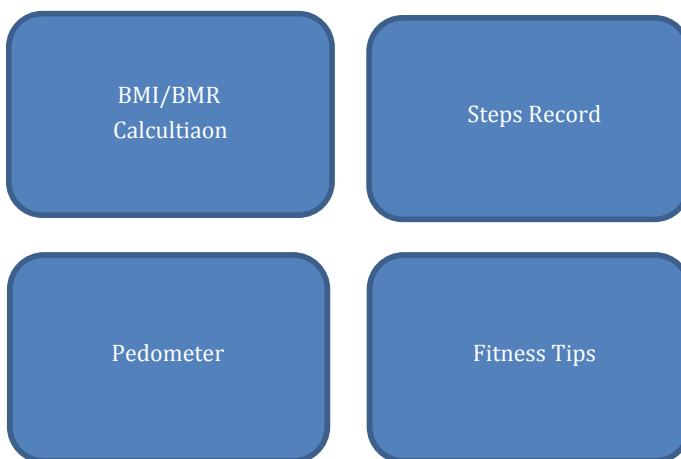 BMI/BMR
Calcultiaon
Steps Record
Pedometer
Fitness Tips